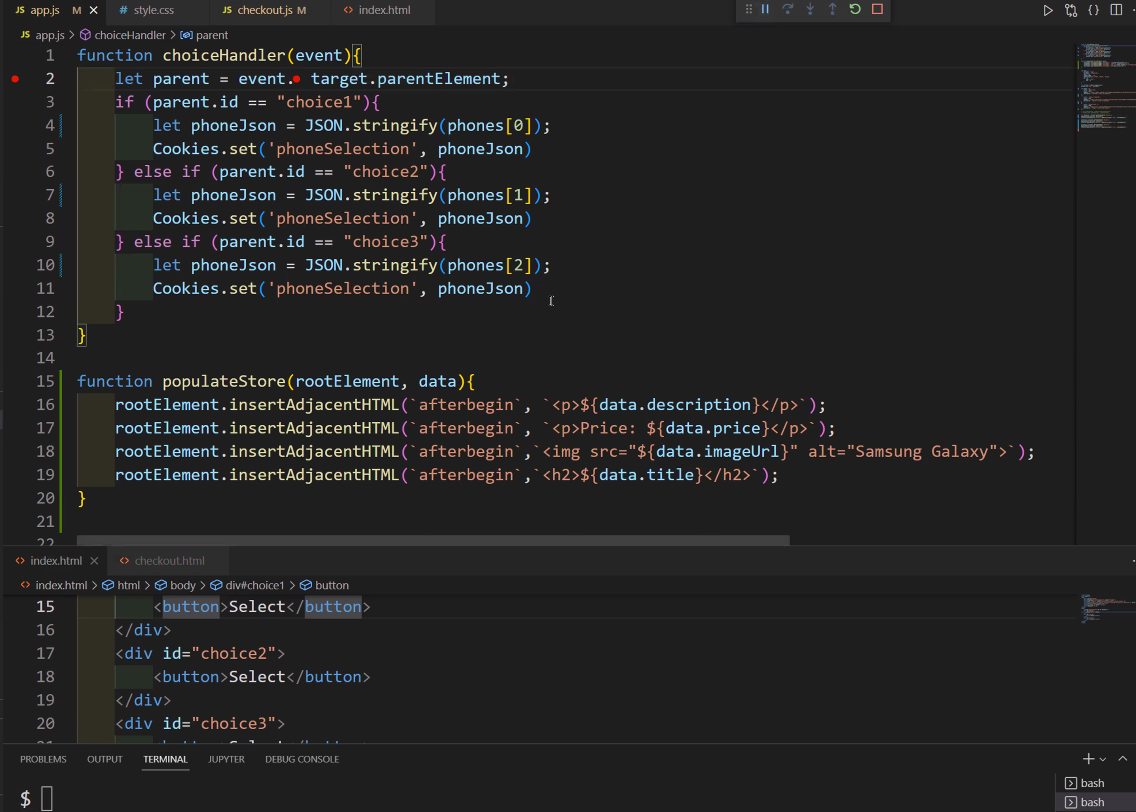 JS app.js M × # style.css JS checkout.js M <> index.html
JS app.js > choiceHandler > parent
1 function choiceHandler(event){
2 let parent = event. target.parentElement;
3 if (parent.id == "choice1"){
4 let phoneJson = JSON.stringify(phones[0]);
5 Cookies.set('phoneSelection', phoneJson)
6 } else if (parent.id == "choice2"){
7 let phoneJson = JSON.stringify(phones[1]);
8 Cookies.set('phoneSelection', phoneJson)
9 } else if (parent.id == "choice3"){
10 let phoneJson = JSON.stringify(phones[2]);
11 Cookies.set('phoneSelection', phoneJson)
12 }
13 }
14
15 function populateStore(rootElement, data){
16 rootElement.insertAdjacentHTML(`afterbegin`, `<p>${data.description}</p>`);
17 rootElement.insertAdjacentHTML(`afterbegin`, `<p>Price: ${data.price}</p>`);
18 rootElement.insertAdjacentHTML(`afterbegin`,`<img src="${data.imageUrl}" alt="Samsung Galaxy">`);
19 rootElement.insertAdjacentHTML(`afterbegin`,`<h2>${data.title}</h2>`);
20 }
21
22
<> index.html × <> checkout.html
<> index.html > html > body > div#choice1 > button
15 <button>Select</button>
16 </div>
17 <div id="choice2">
18 <button>Select</button>
19 </div>
20 <div id="choice3">
PROBLEMS OUTPUT TERMINAL JUPYTER DEBUG CONSOLE
$
bash
bash